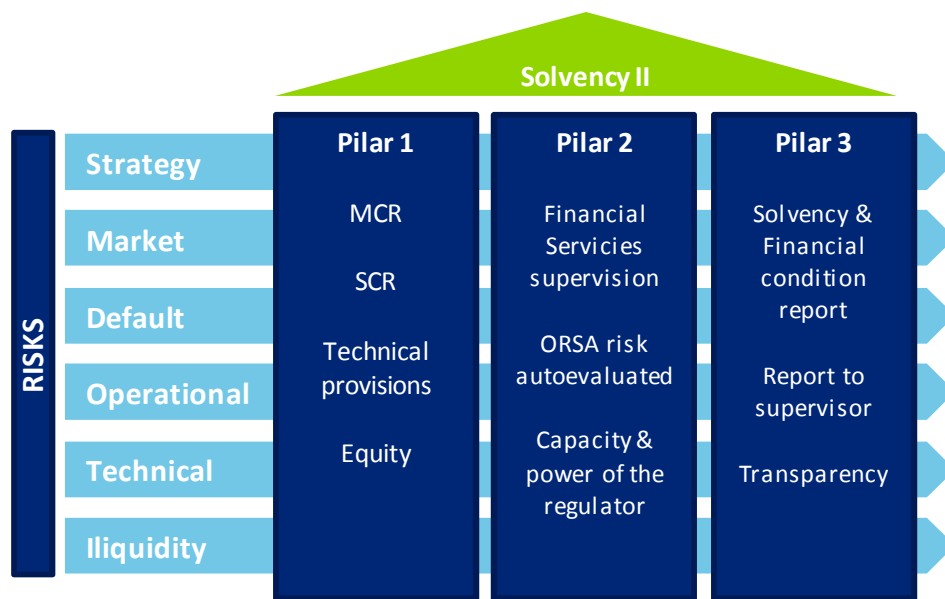 Solvency II
RISKS
Strategy
Market
Default
Operational
Technical
Iliquidity
Pilar 1
MCR
SCR
Technical
provisions
Equity
Pilar 2
Financial
Servicies
supervision
ORSA risk
autoevaluated
Capacity &
power of the
regulator
Pilar 3
Solvency &
Financial
condition
report
Report to
supervisor
Transparency